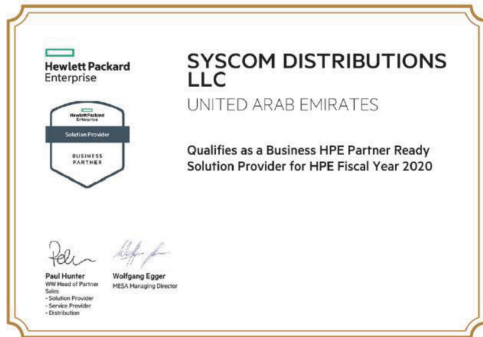 Hewlett Packard
Enterprise
Hewlett Packard
Enterprise
Solution Provider
BUSINESS
PARTNER
SYSCOM DISTRIBUTIONS
LLC
UNITED ARAB EMIRATES
Qualifies as a Business HPE Partner Ready
Solution Provider for HPE Fiscal Year 2020
Paul Hunter
WW Head of Partner
Sales
- Solution Provider
- Service Provider
- Distribution
Wolfgang Egger
MESA Managing Director